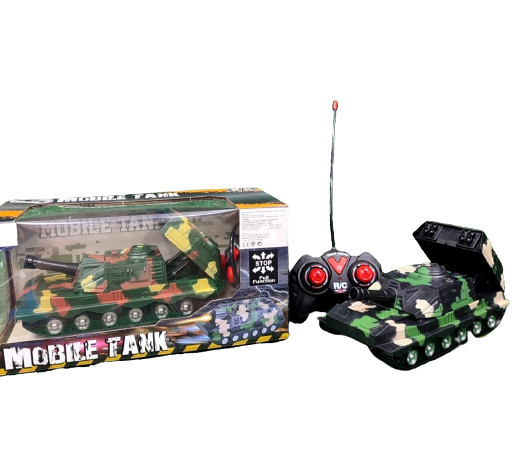 MOBILE TANK
MOBILE TANK
STOP
Full
Function
R/C
MOBILE TANK